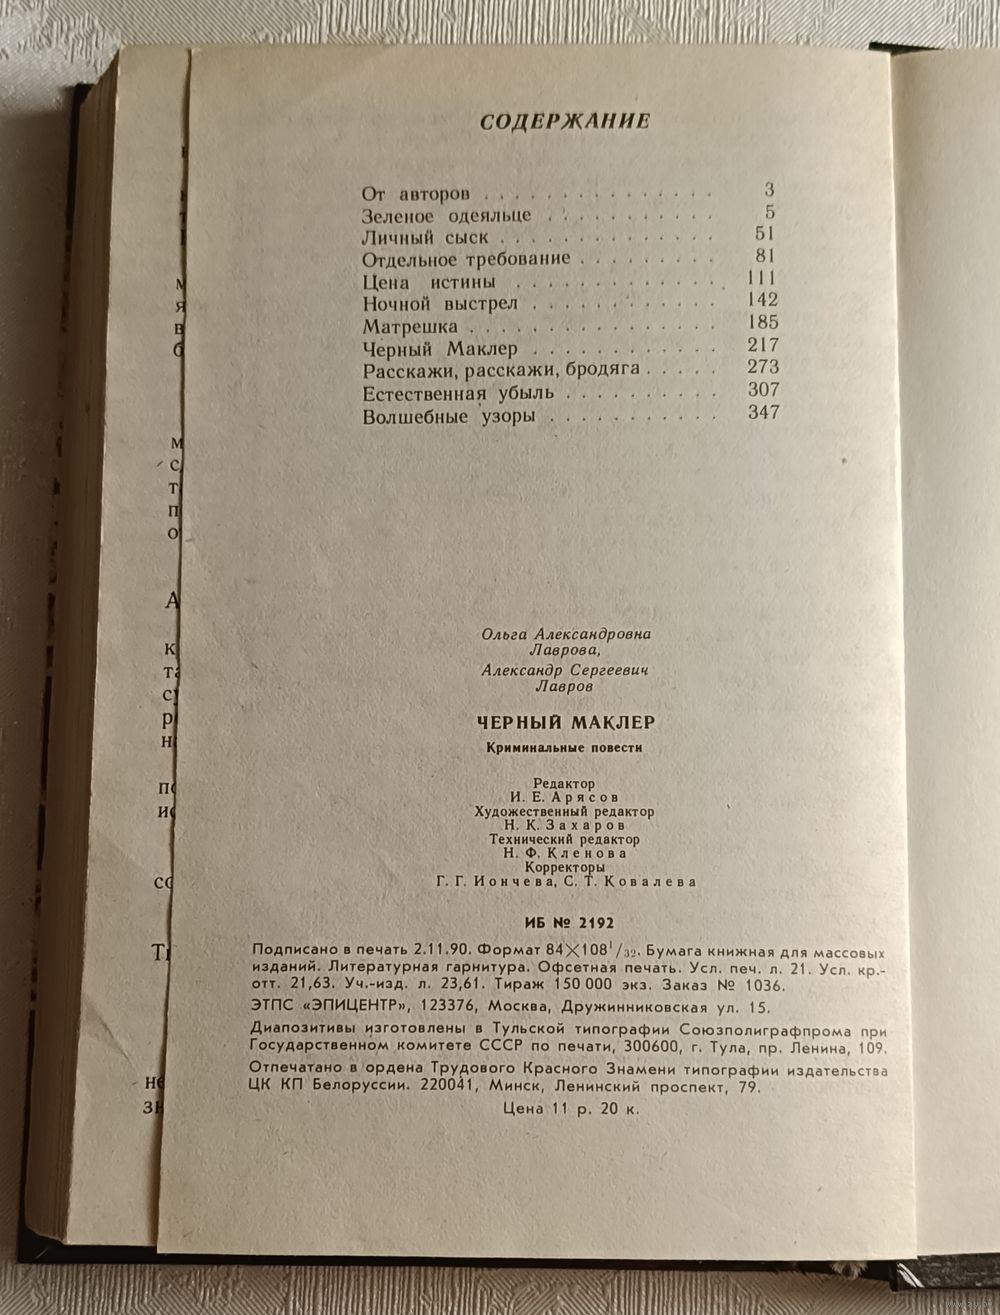 СОДЕРЖАНИЕ
От авторов . . . . . . . . . . . . . 3
Зеленое одеяльце . . . . . . . . . . 5
Личный сыск . . . . . . . . . . . . 51
Отдельное требование . . . . . . . . 81
Цена истины . . . . . . . . . . . . 111
Ночной выстрел . . . . . . . . . . . 142
Матрешка . . . . . . . . . . . . . . 185
Черный Маклер . . . . . . . . . . . 217
Расскажи, расскажи, бродяга . . . . . 273
Естественная убыль . . . . . . . . . 307
Волшебные узоры . . . . . . . . . . 347
Ольга Александровна
Лаврова,
Александр Сергеевич
Лавров
ЧЕРНЫЙ МАКЛЕР
Криминальные повести
Редактор
И. Е. Арясов
Художественный редактор
Н. К. Захаров
Технический редактор
Н. Ф. Кленова
Корректоры
Г. Г. Иончева, С. Т. Ковалева
ИБ № 2192
Подписано в печать 2.11.90. Формат 84×108¹/₃₂. Бумага книжная для массовых
изданий. Литературная гарнитура. Офсетная печать. Усл. печ. л. 21. Усл. кр.-
отт. 21,63. Уч.-изд. л. 23,61. Тираж 150 000 экз. Заказ № 1036.
ЭТПС «ЭПИЦЕНТР», 123376, Москва, Дружинниковская ул. 15.
Диапозитивы изготовлены в Тульской типографии Союзполиграфпрома при
Государственном комитете СССР по печати, 300600, г. Тула, пр. Ленина, 109.
Отпечатано в ордена Трудового Красного Знамени типографии издательства
ЦК КП Белоруссии. 220041, Минск, Ленинский проспект, 79.
Цена 11 р. 20 к.